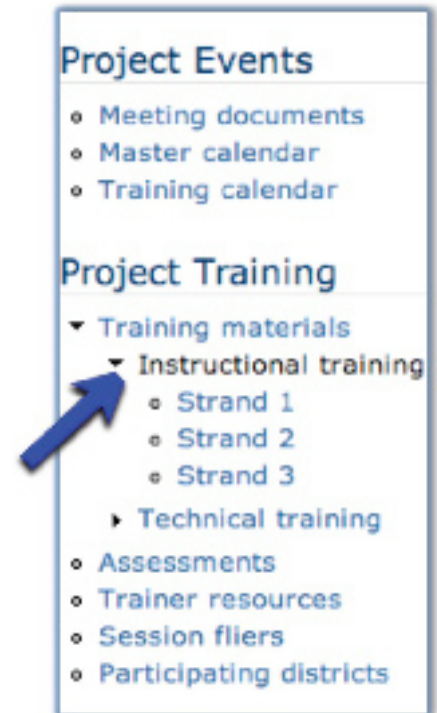 Project Events
Meeting documents
Master calendar
Training calendar
Project Training
Training materials
Instructional training
Strand 1
Strand 2
Strand 3
Technical training
Assessments
Trainer resources
Session fliers
Participating districts